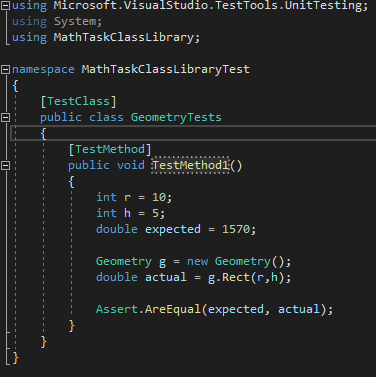 using Microsoft.VisualStudio.TestTools.UnitTesting;
using System;
using MathTaskClassLibrary;
namespace MathTaskClassLibraryTest
{
[TestClass]
public class GeometryTests
{
[TestMethod]
public void TestMethod1()
{
int r = 10;
int h = 5;
double expected = 1570;
Geometry g = new Geometry();
double actual = g.Rect(r,h);
Assert.AreEqual(expected, actual);
}
}
}